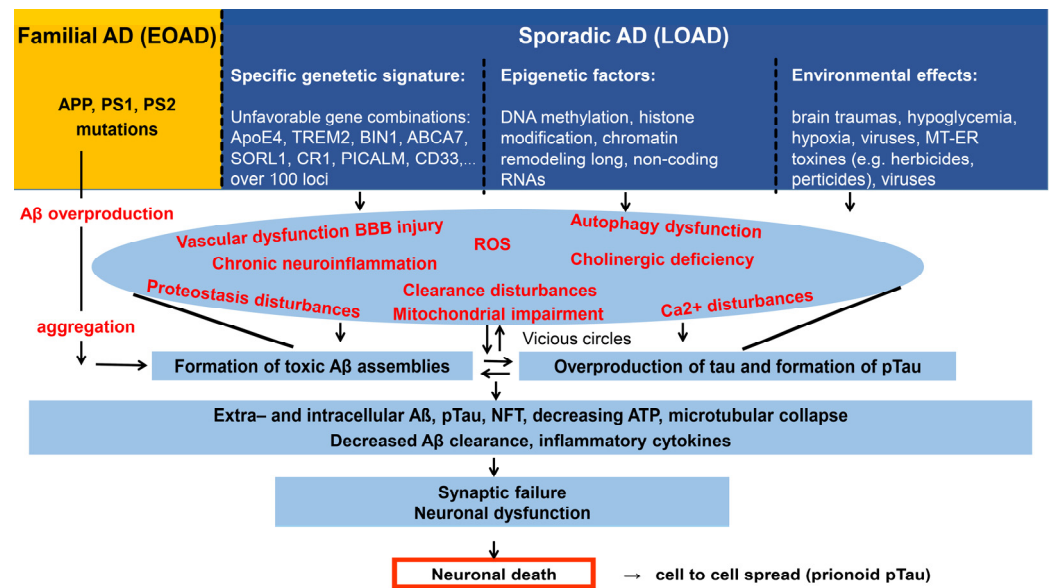 Familial AD (EOAD)
APP, PS1, PS2
mutations
Sporadic AD (LOAD)
Specific genetetic signature:
Unfavorable gene combinations:
ApoE4, TREM2, BIN1, ABCA7,
SORL1, CR1, PICALM, CD33,...
over 100 loci
Epigenetic factors:
DNA methylation, histone
modification, chromatin
remodeling long, non-coding
RNAs
Environmental effects:
brain traumas, hypoglycemia,
hypoxia, viruses, MT-ER
toxines (e.g. herbicides,
perticides), viruses
Aβ overproduction
aggregation
Vascular dysfunction BBB injury
ROS
Autophagy dysfunction
Chronic neuroinflammation
Cholinergic deficiency
Proteostasis disturbances
Clearance disturbances
Mitochondrial impairment
Ca2+ disturbances
Vicious circles
Formation of toxic Aβ assemblies
Overproduction of tau and formation of pTau
Extra– and intracellular Aß, pTau, NFT, decreasing ATP, microtubular collapse
Decreased Aβ clearance, inflammatory cytokines
Synaptic failure
Neuronal dysfunction
Neuronal death
→ cell to cell spread (prionoid pTau)